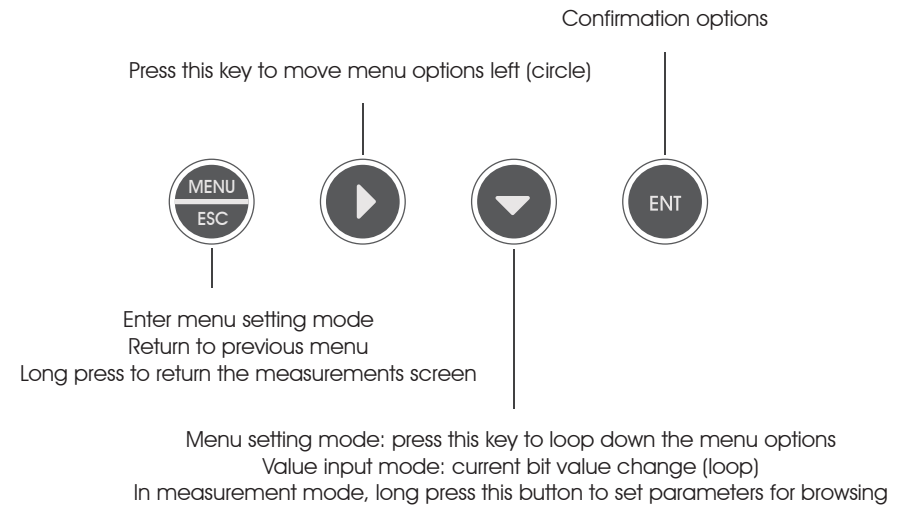 Confirmation options
Press this key to move menu options left (circle)
MENU
ESC
ENT
Enter menu setting mode
Return to previous menu
Long press to return the measurements screen
Menu setting mode: press this key to loop down the menu options
Value input mode: current bit value change (loop)
In measurement mode, long press this button to set parameters for browsing